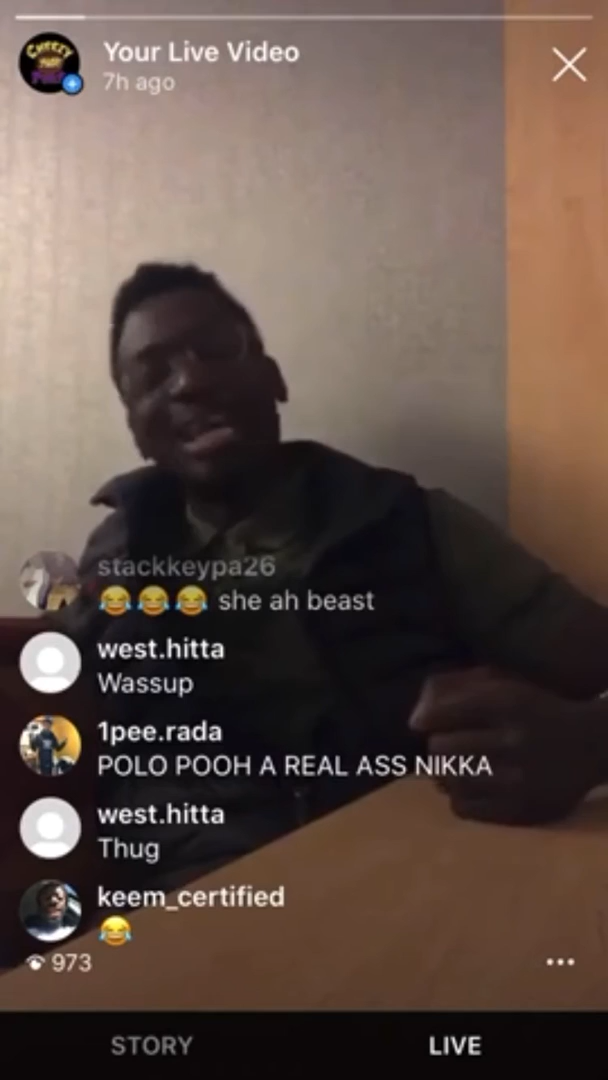 Your Live Video
7h ago
stackkeypa26
😂😂😂 she ah beast
west.hitta
Wassup
1pee.rada
POLO POOH A REAL ASS NIKKA
west.hitta
Thug
keem_certified
😂
973
STORY
LIVE